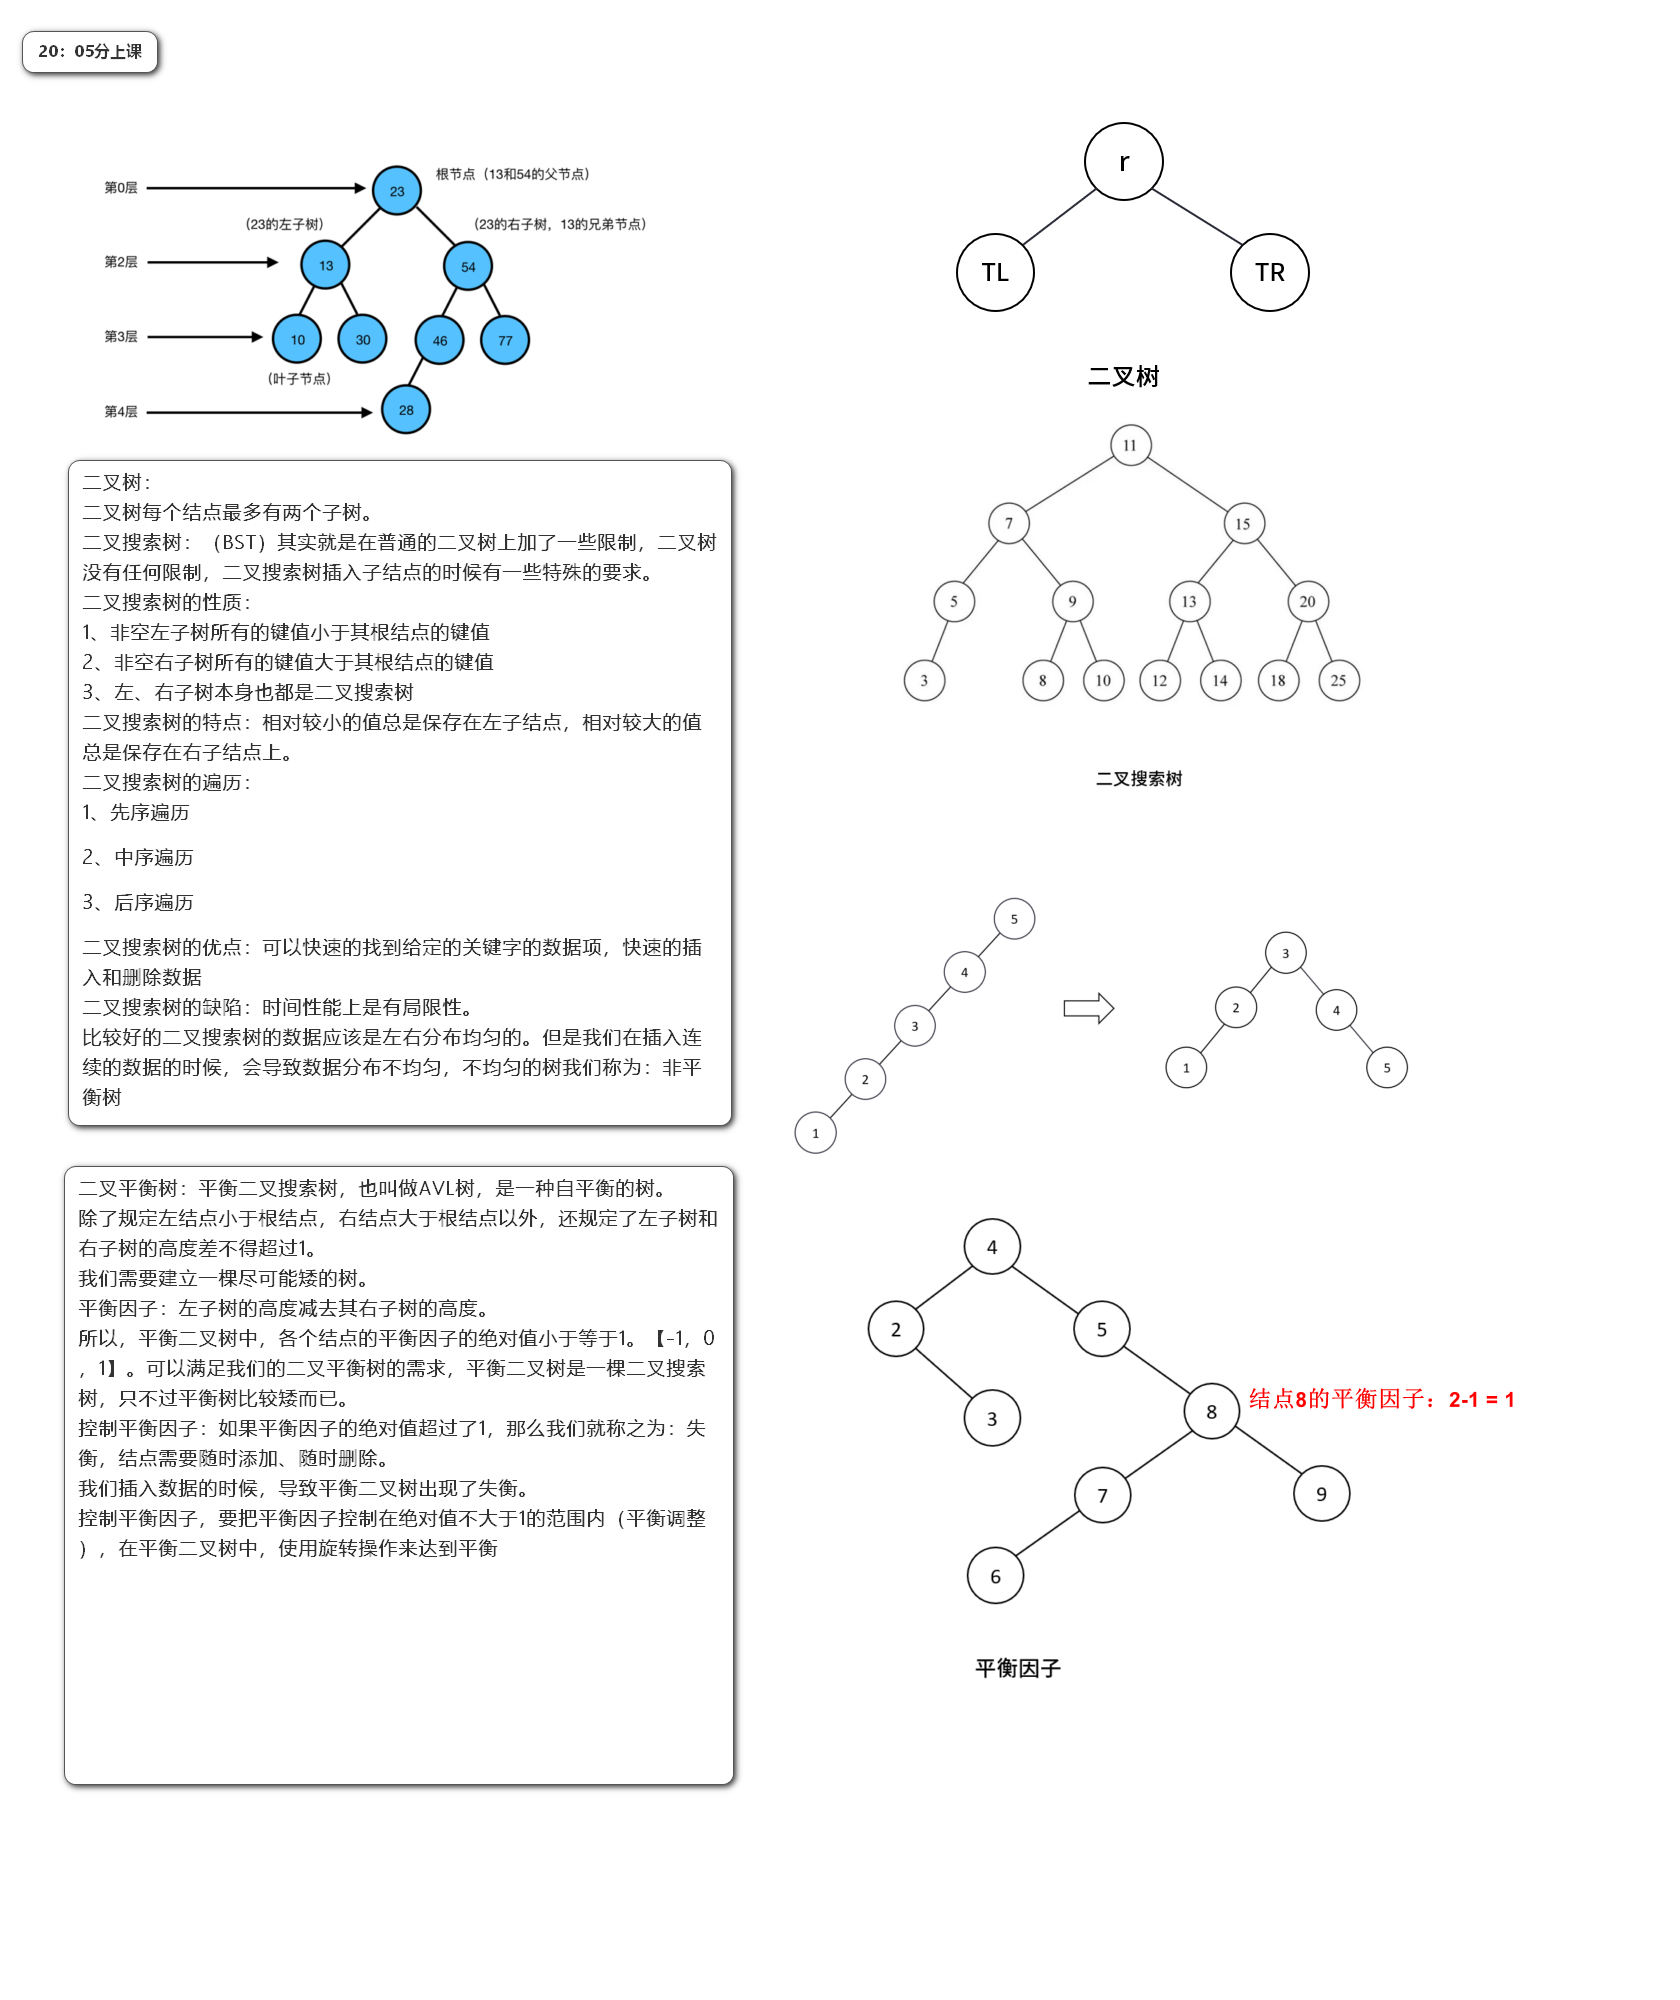 20：05分上课
第0层
23
根节点（13和54的父节点）
（23的左子树）
（23的右子树，13的兄弟节点）
第2层
13
54
第3层
10
30
46
77
（叶子节点）
第4层
28
二叉树：
二叉树每个结点最多有两个子树。
二叉搜索树：（BST）其实就是在普通的二叉树上加了一些限制，二叉树
没有任何限制，二叉搜索树插入子结点的时候有一些特殊的要求。
二叉搜索树的性质：
1、非空左子树所有的键值小于其根结点的键值
2、非空右子树所有的键值大于其根结点的键值
3、左、右子树本身也都是二叉搜索树
二叉搜索树的特点：相对较小的值总是保存在左子结点，相对较大的值
总是保存在右子结点上。
二叉搜索树的遍历：
1、先序遍历
2、中序遍历
3、后序遍历
二叉搜索树的优点：可以快速的找到给定的关键字的数据项，快速的插
入和删除数据
二叉搜索树的缺陷：时间性能上是有局限性。
比较好的二叉搜索树的数据应该是左右分布均匀的。但是我们在插入连
续的数据的时候，会导致数据分布不均匀，不均匀的树我们称为：非平
衡树
二叉平衡树：平衡二叉搜索树，也叫做AVL树，是一种自平衡的树。
除了规定左结点小于根结点，右结点大于根结点以外，还规定了左子树和
右子树的高度差不得超过1。
我们需要建立一棵尽可能矮的树。
平衡因子：左子树的高度减去其右子树的高度。
所以，平衡二叉树中，各个结点的平衡因子的绝对值小于等于1。【-1，0
，1】。可以满足我们的二叉平衡树的需求，平衡二叉树是一棵二叉搜索
树，只不过平衡树比较矮而已。
控制平衡因子：如果平衡因子的绝对值超过了1，那么我们就称之为：失
衡，结点需要随时添加、随时删除。
我们插入数据的时候，导致平衡二叉树出现了失衡。
控制平衡因子，要把平衡因子控制在绝对值不大于1的范围内（平衡调整
），在平衡二叉树中，使用旋转操作来达到平衡
r
TL
TR
二叉树
11
7
15
5
9
13
20
3
8
10
12
14
18
25
二叉搜索树
5
4
3
2
1
3
2
4
1
5
4
2
5
3
8
结点8的平衡因子：2-1 = 1
7
9
6
平衡因子